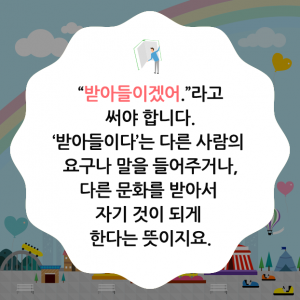 “받아들이겠어.”라고
써야 합니다.
‘받아들이다’는 다른 사람의
요구나 말을 들어주거나,
다른 문화를 받아서
자기 것이 되게
한다는 뜻이지요.